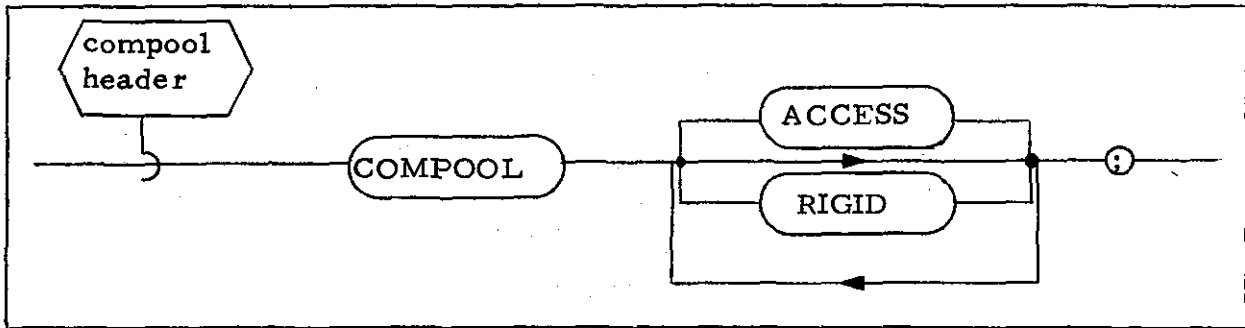 compool
header
COMPOOL
ACCESS
RIGID
;